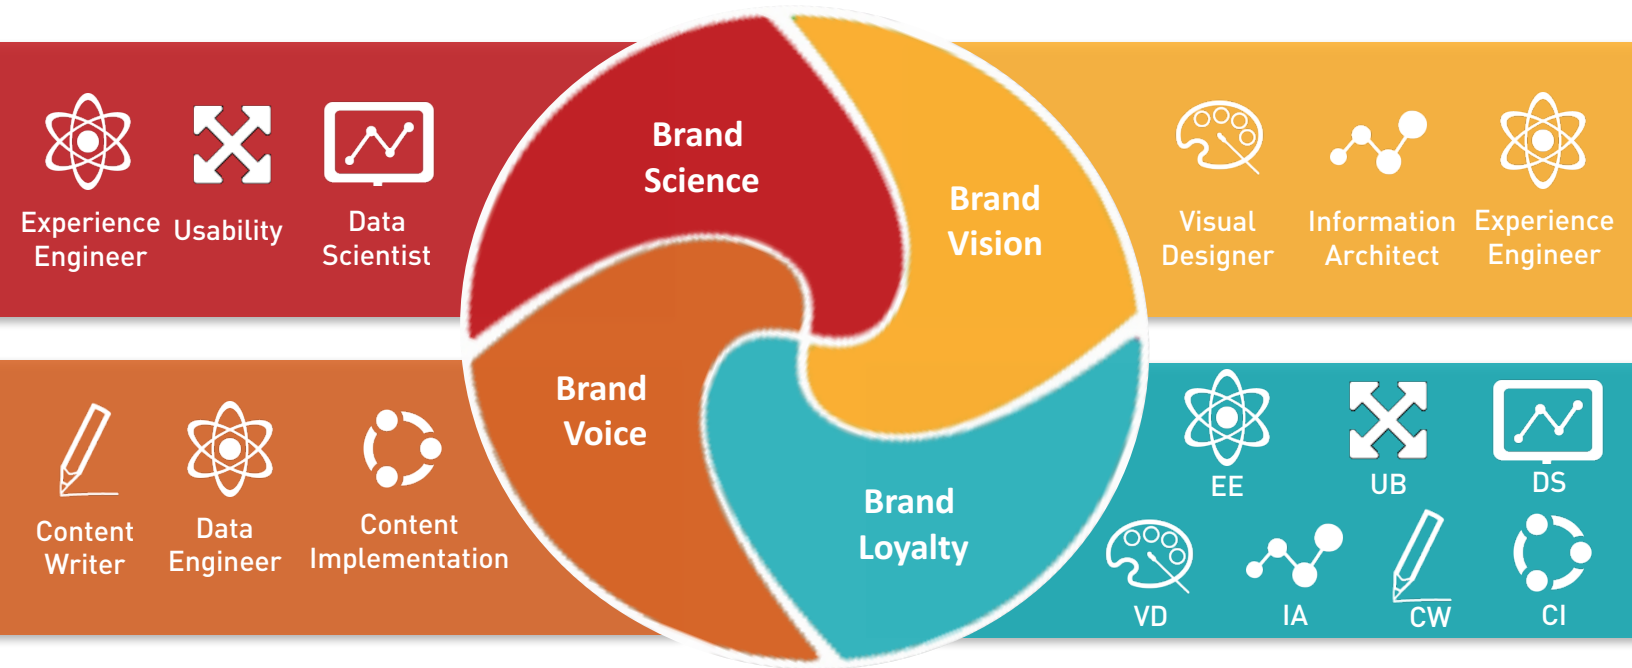 Experience
Engineer
Usability
Data
Scientist
Brand
Science
Brand
Vision
Visual
Designer
Information
Architect
Experience
Engineer
Content
Writer
Data
Engineer
Content
Implementation
Brand
Voice
Brand
Loyalty
EE
UB
DS
VD
IA
CW
CI